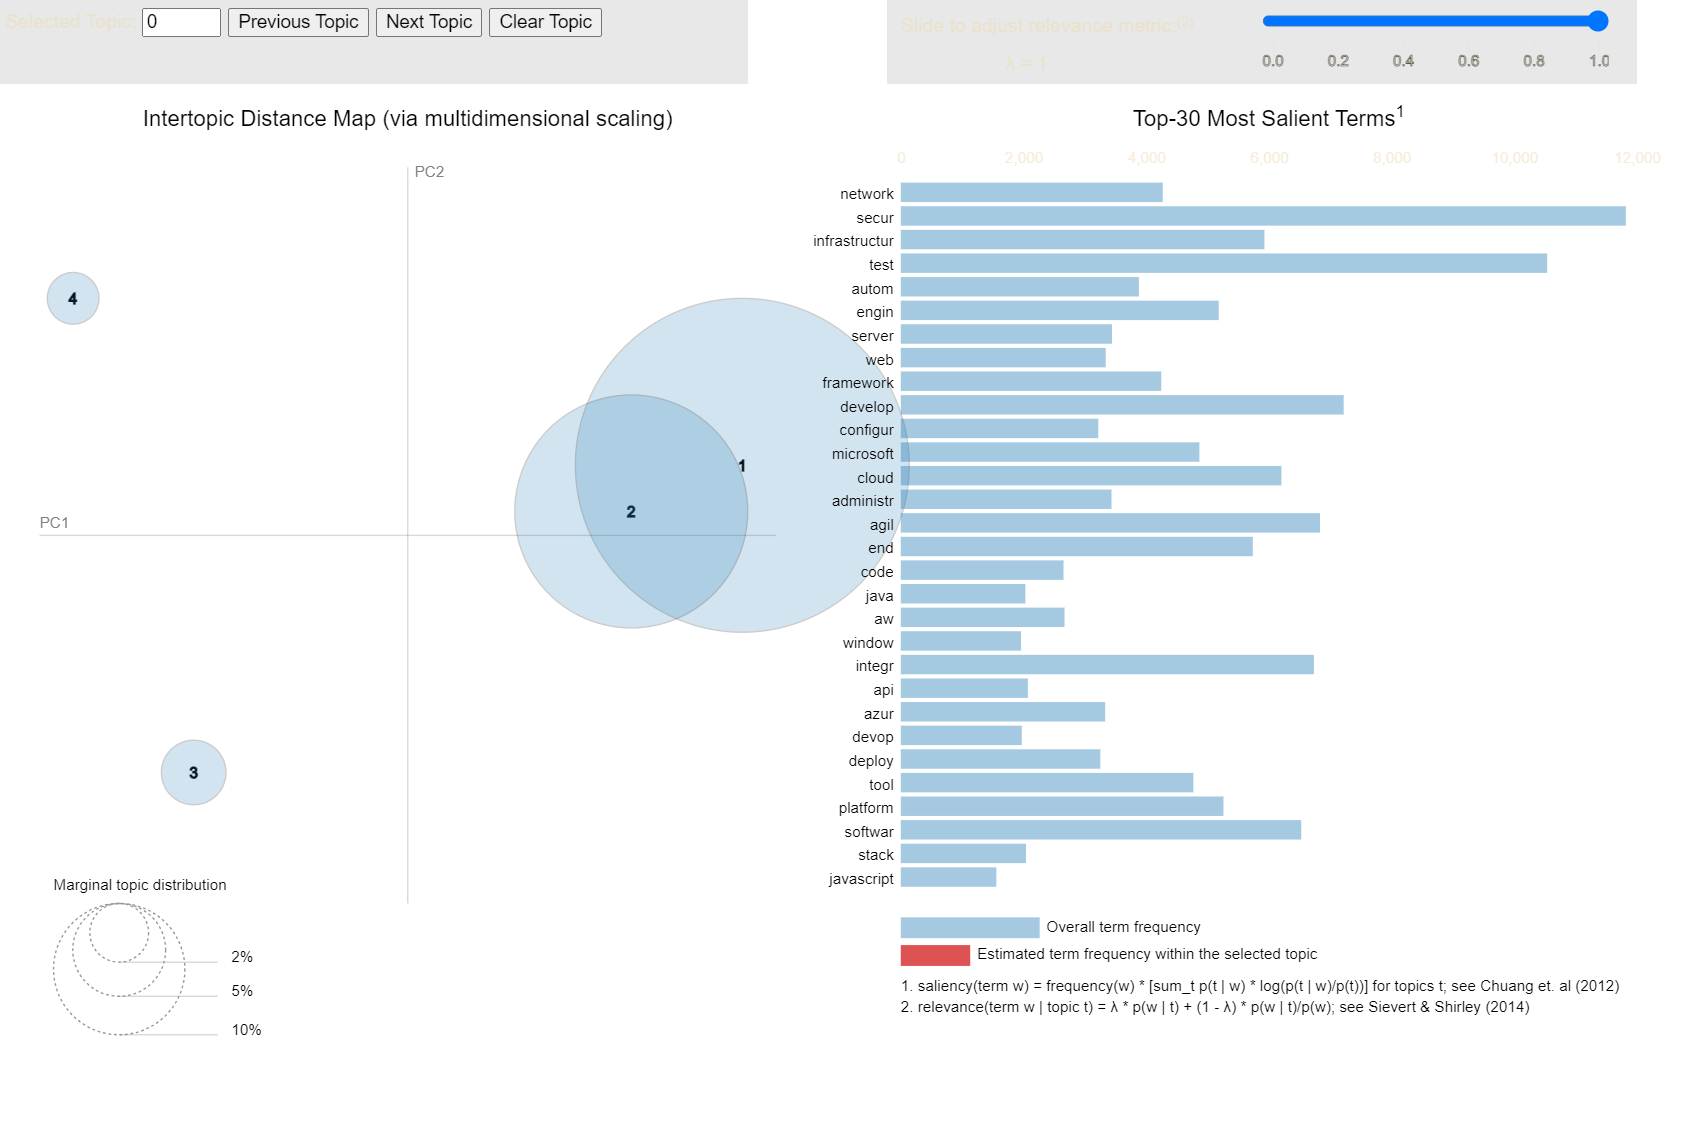 Selected Topic: 0 Previous Topic Next Topic Clear Topic
Slide to adjust relevance metric:(2)
λ = 1
0.0 0.2 0.4 0.6 0.8 1.0
Intertopic Distance Map (via multidimensional scaling)
PC2
PC1
4
1
2
3
Marginal topic distribution
2%
5%
10%
Top-30 Most Salient Terms1
0 2,000 4,000 6,000 8,000 10,000 12,000
network
secur
infrastructur
test
autom
engin
server
web
framework
develop
configur
microsoft
cloud
administr
agil
end
code
java
aw
window
integr
api
azur
devop
deploy
tool
platform
softwar
stack
javascript
Overall term frequency
Estimated term frequency within the selected topic
1. saliency(term w) = frequency(w) * [sum_t p(t | w) * log(p(t | w)/p(t))] for topics t; see Chuang et. al (2012)
2. relevance(term w | topic t) = λ * p(w | t) + (1 - λ) * p(w | t)/p(w); see Sievert & Shirley (2014)